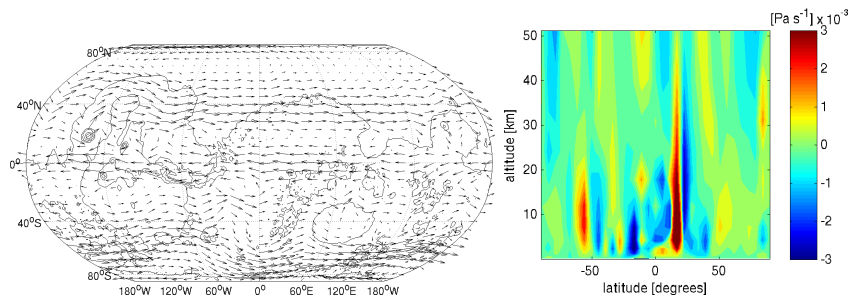 80°N
40°N
0°
40°S
80°S
180°W 120°W 60°W 0° 60°E 120°E 180°W
[Pa s⁻¹] x 10⁻³
50
40
30
20
10
altitude [km]
-50 0 50
latitude [degrees]
3
2
1
0
-1
-2
-3